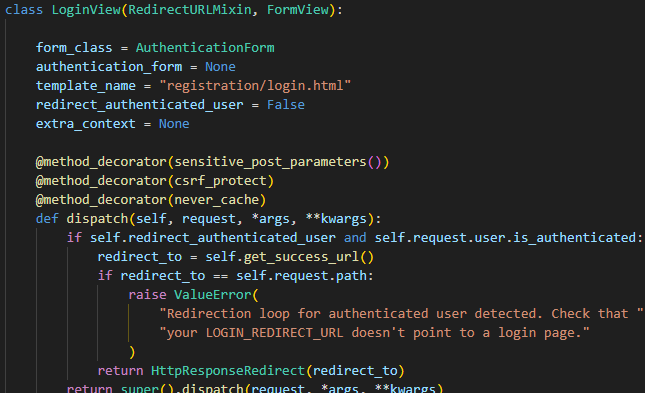 class LoginView(RedirectURLMixin, FormView):
form_class = AuthenticationForm
authentication_form = None
template_name = "registration/login.html"
redirect_authenticated_user = False
extra_context = None
@method_decorator(sensitive_post_parameters())
@method_decorator(csrf_protect)
@method_decorator(never_cache)
def dispatch(self, request, *args, **kwargs):
if self.redirect_authenticated_user and self.request.user.is_authenticated:
redirect_to = self.get_success_url()
if redirect_to == self.request.path:
raise ValueError(
"Redirection loop for authenticated user detected. Check that "
"your LOGIN_REDIRECT_URL doesn't point to a login page."
)
return HttpResponseRedirect(redirect_to)
return super().dispatch(request, *args, **kwargs)